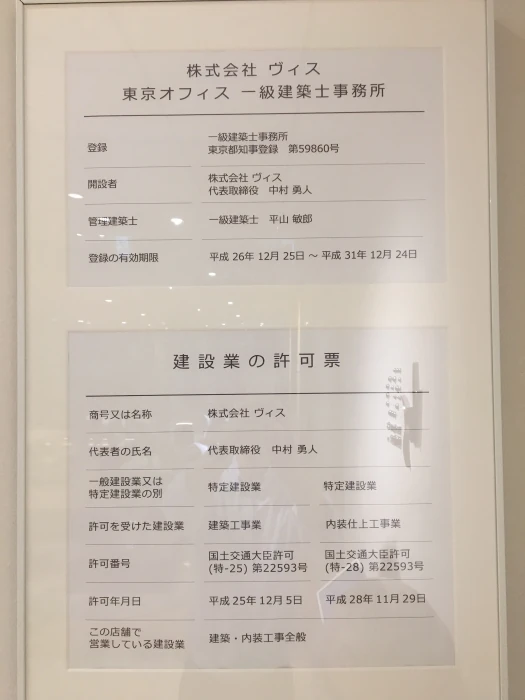 株式会社 ヴィス
東京オフィス 一級建築士事務所
登録
一級建築士事務所
東京都知事登録 第59860号
開設者
株式会社 ヴィス
代表取締役 中村 勇人
管理建築士
一級建築士 平山 敏郎
登録の有効期限
平成 26年 12月 25日 ～ 平成 31年 12月 24日
建設業の許可票
商号又は名称
株式会社 ヴィス
代表者の氏名
代表取締役 中村 勇人
一般建設業又は
特定建設業の別
特定建設業
特定建設業
許可を受けた建設業
建築工事業
内装仕上工事業
許可番号
国土交通大臣許可
(特-25) 第22593号
国土交通大臣許可
(特-28) 第22593号
許可年月日
平成 25年 12月 5日
平成 28年 11月 29日
この店舗で
営業している建設業
建築・内装工事全般